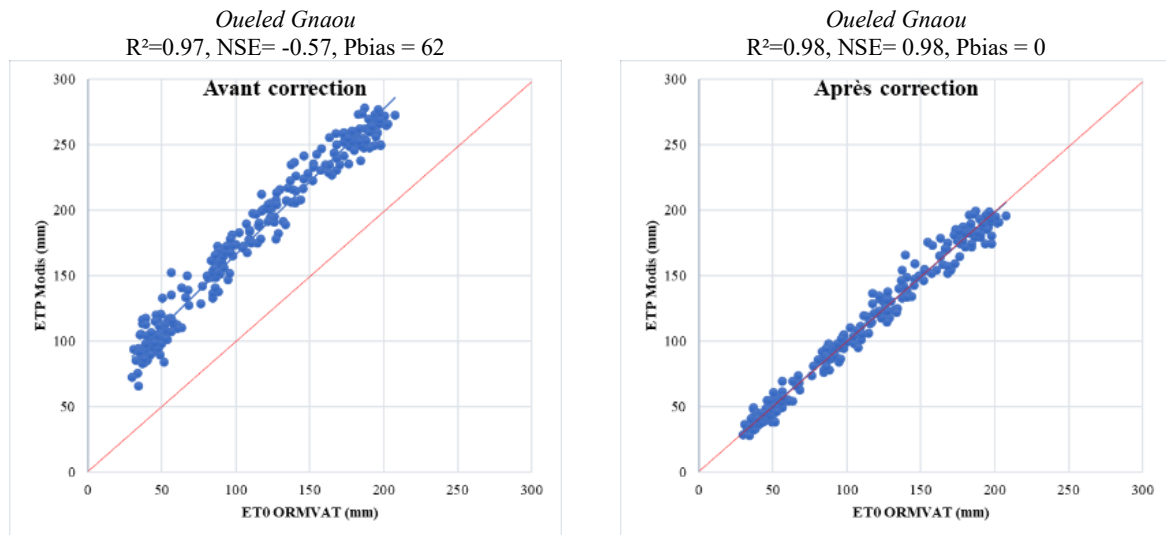 Oueled Gnaou
R²=0.97, NSE= -0.57, Pbias = 62
Avant correction
300
250
200
150
100
50
0
ETP Modis (mm)
0 50 100 150 200 250 300
ET0 ORMVAT (mm)
Oueled Gnaou
R²=0.98, NSE= 0.98, Pbias = 0
Après correction
300
250
200
150
100
50
0
ETP Modis (mm)
0 50 100 150 200 250 300
ET0 ORMVAT (mm)